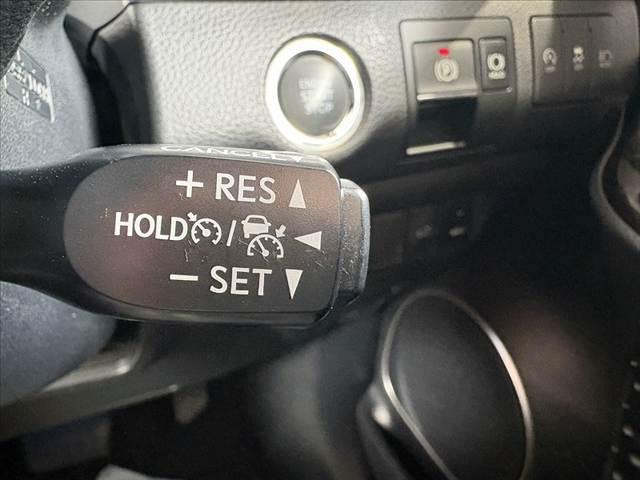 CANCEL
+ RES
HOLD /
- SET
P